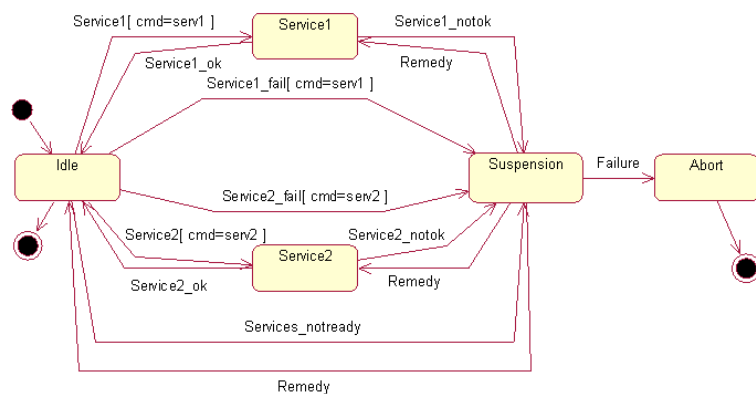 Service1[ cmd=serv1 ]
Service1
Service1_notok
Service1_ok
Remedy
Service1_fail[ cmd=serv1 ]
Idle
Suspension
Failure
Abort
Service2_fail[ cmd=serv2 ]
Service2[ cmd=serv2 ]
Service2_notok
Service2
Service2_ok
Remedy
Services_notready
Remedy